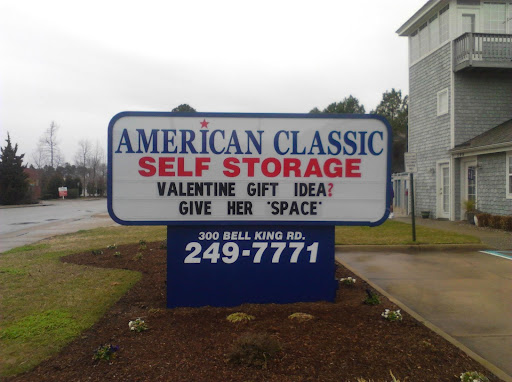 AMERICAN CLASSIC
SELF STORAGE
VALENTINE GIFT IDEA?
GIVE HER "SPACE"
300 BELL KING RD.
249-7771